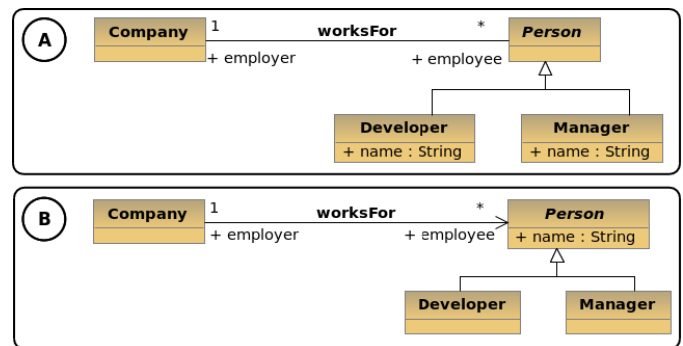 A
Company 1 worksFor * Person
+ employer + employee
Developer Manager
+ name : String + name : String
B
Company 1 worksFor * Person
+ employer + employee + name : String
Developer Manager